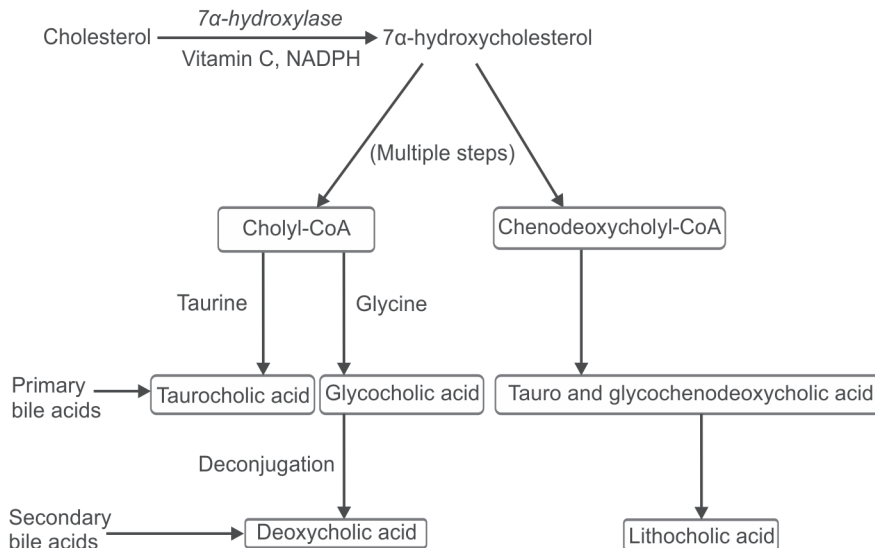 7α-hydroxylase
Cholesterol
7α-hydroxycholesterol
Vitamin C, NADPH
(Multiple steps)
Cholyl-CoA
Chenodeoxycholyl-CoA
Taurine
Glycine
Primary
bile acids
Taurocholic acid
Glycocholic acid
Tauro and glycochenodeoxycholic acid
Deconjugation
Secondary
bile acids
Deoxycholic acid
Lithocholic acid